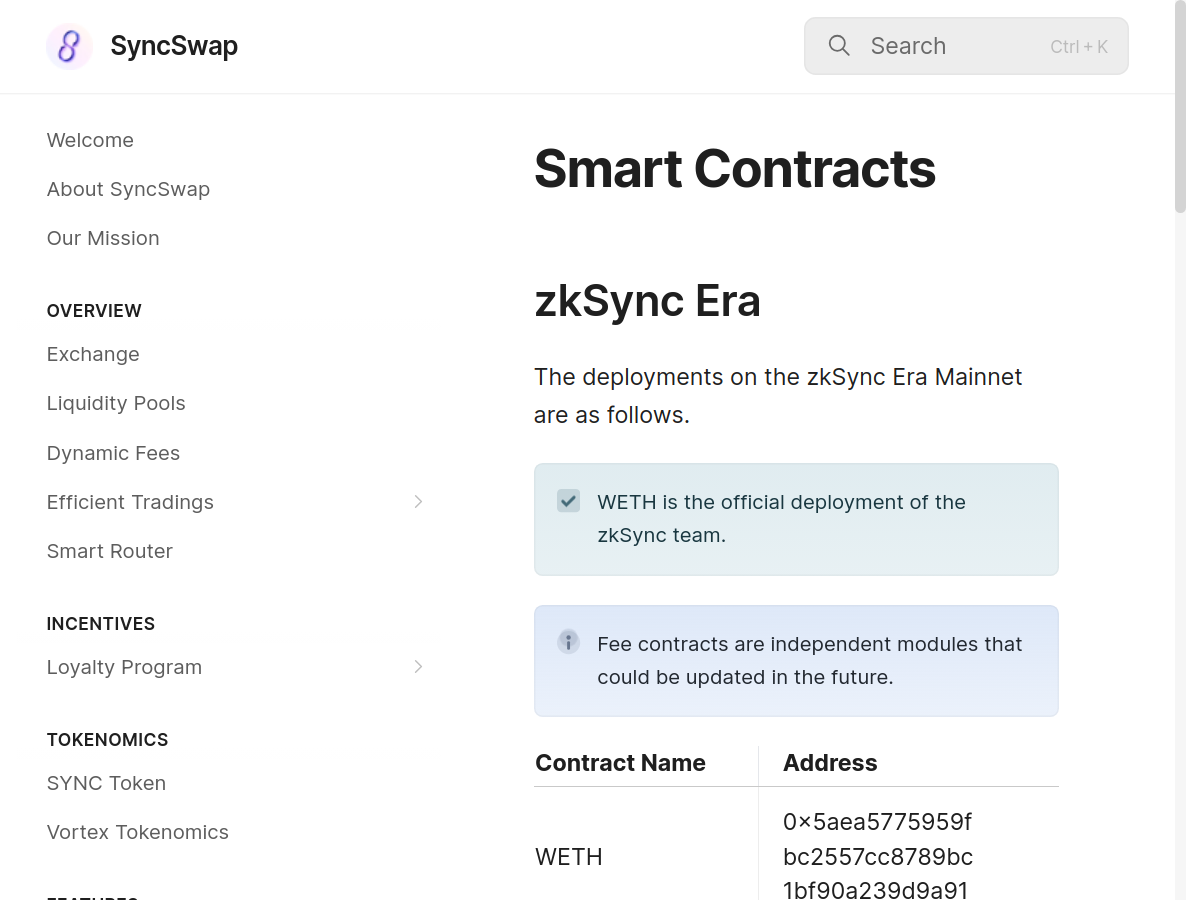 SyncSwap
Search
Ctrl + K
Welcome
About SyncSwap
Our Mission
OVERVIEW
Exchange
Liquidity Pools
Dynamic Fees
Efficient Tradings
Smart Router
INCENTIVES
Loyalty Program
TOKENOMICS
SYNC Token
Vortex Tokenomics
FEATURES
Smart Contracts
zkSync Era
The deployments on the zkSync Era Mainnet
are as follows.
WETH is the official deployment of the
zkSync team.
Fee contracts are independent modules that
could be updated in the future.
Contract Name
Address
WETH
0x5aea5775959f
bc2557cc8789bc
1bf90a239d9a91